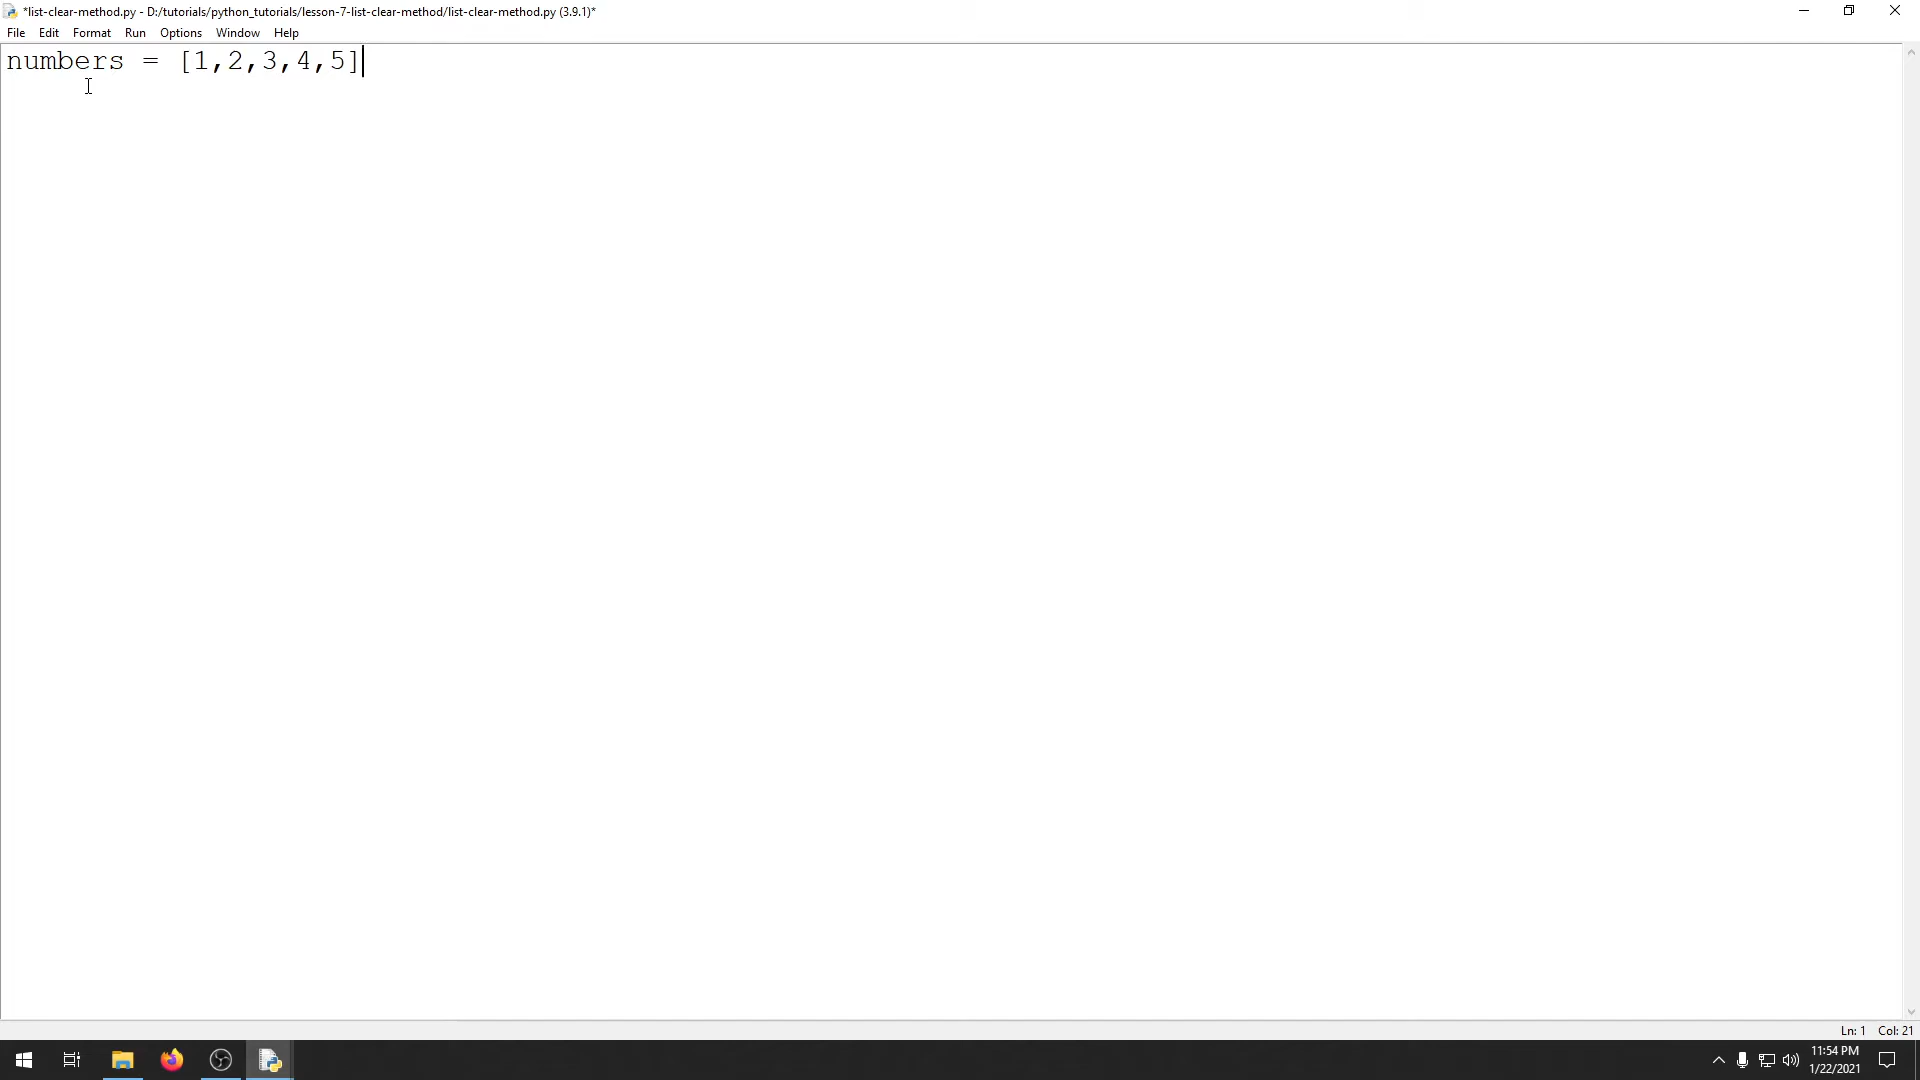 *list-clear-method.py - D:/tutorials/python_tutorials/lesson-7-list-clear-method/list-clear-method.py (3.9.1)*
File Edit Format Run Options Window Help
numbers = [1,2,3,4,5]
Ln: 1 Col: 21
11:54 PM
1/22/2021